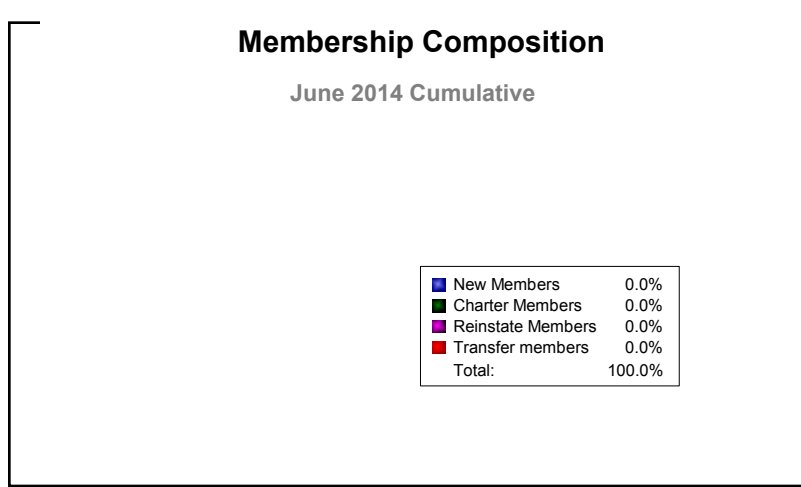 Membership Composition
June 2014 Cumulative
New Members 0.0%
Charter Members 0.0%
Reinstate Members 0.0%
Transfer members 0.0%
Total: 100.0%